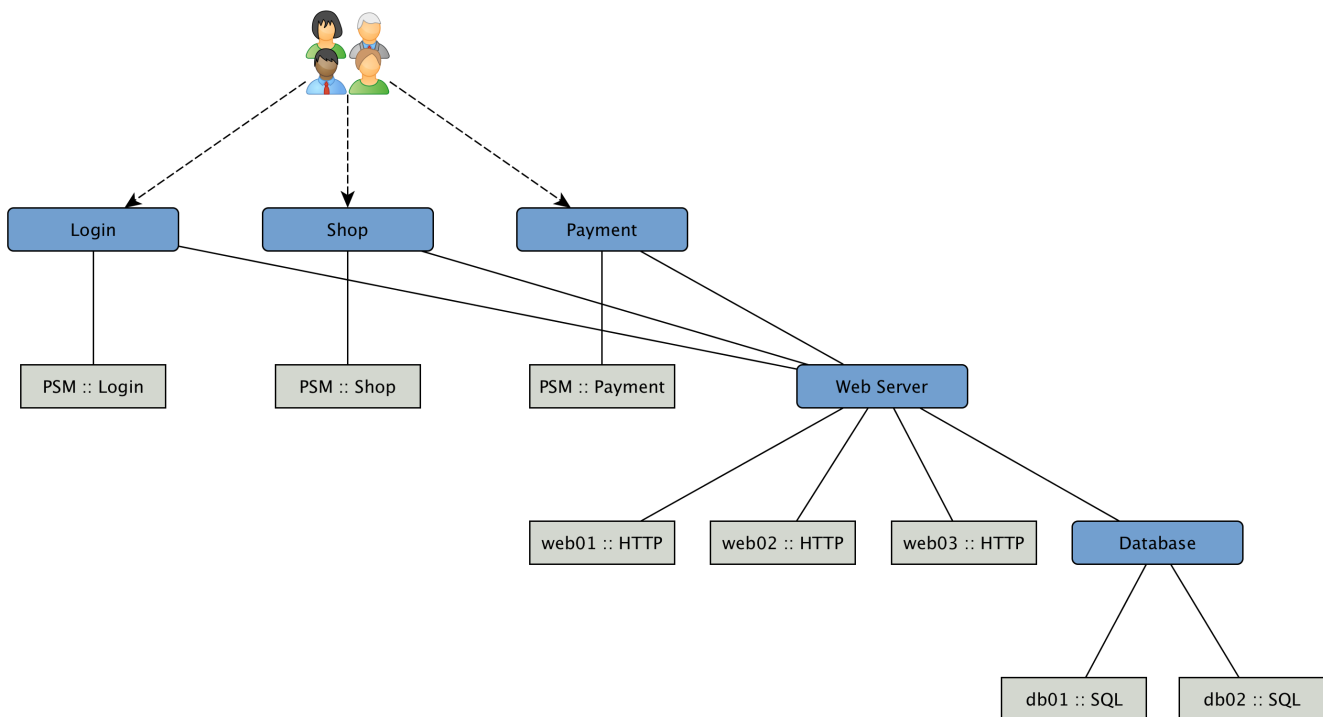 Login
Shop
Payment
PSM :: Login
PSM :: Shop
PSM :: Payment
Web Server
web01 :: HTTP
web02 :: HTTP
web03 :: HTTP
Database
db01 :: SQL
db02 :: SQL